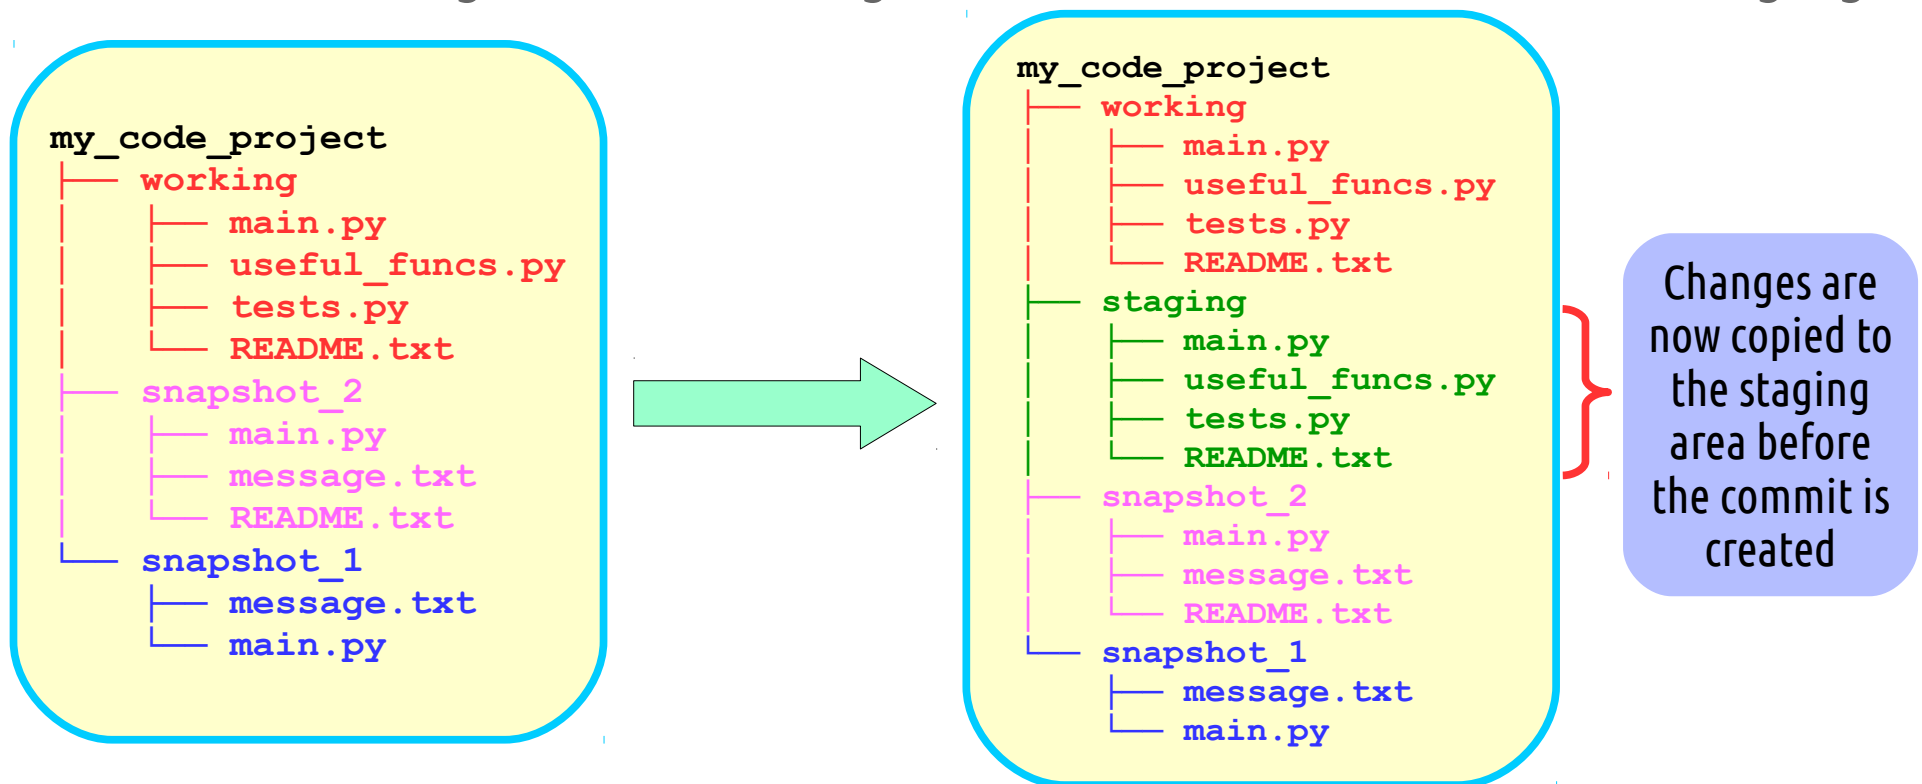 my_code_project
├── working
│   ├── main.py
│   ├── useful_funcs.py
│   ├── tests.py
│   └── README.txt
├── snapshot_2
│   ├── main.py
│   ├── message.txt
│   └── README.txt
└── snapshot_1
    ├── message.txt
    └── main.py
my_code_project
├── working
│   ├── main.py
│   ├── useful_funcs.py
│   ├── tests.py
│   └── README.txt
├── staging
│   ├── main.py
│   ├── useful_funcs.py
│   ├── tests.py
│   └── README.txt
├── snapshot_2
│   ├── main.py
│   ├── message.txt
│   └── README.txt
└── snapshot_1
    ├── message.txt
    └── main.py
Changes are
now copied to
the staging
area before
the commit is
created